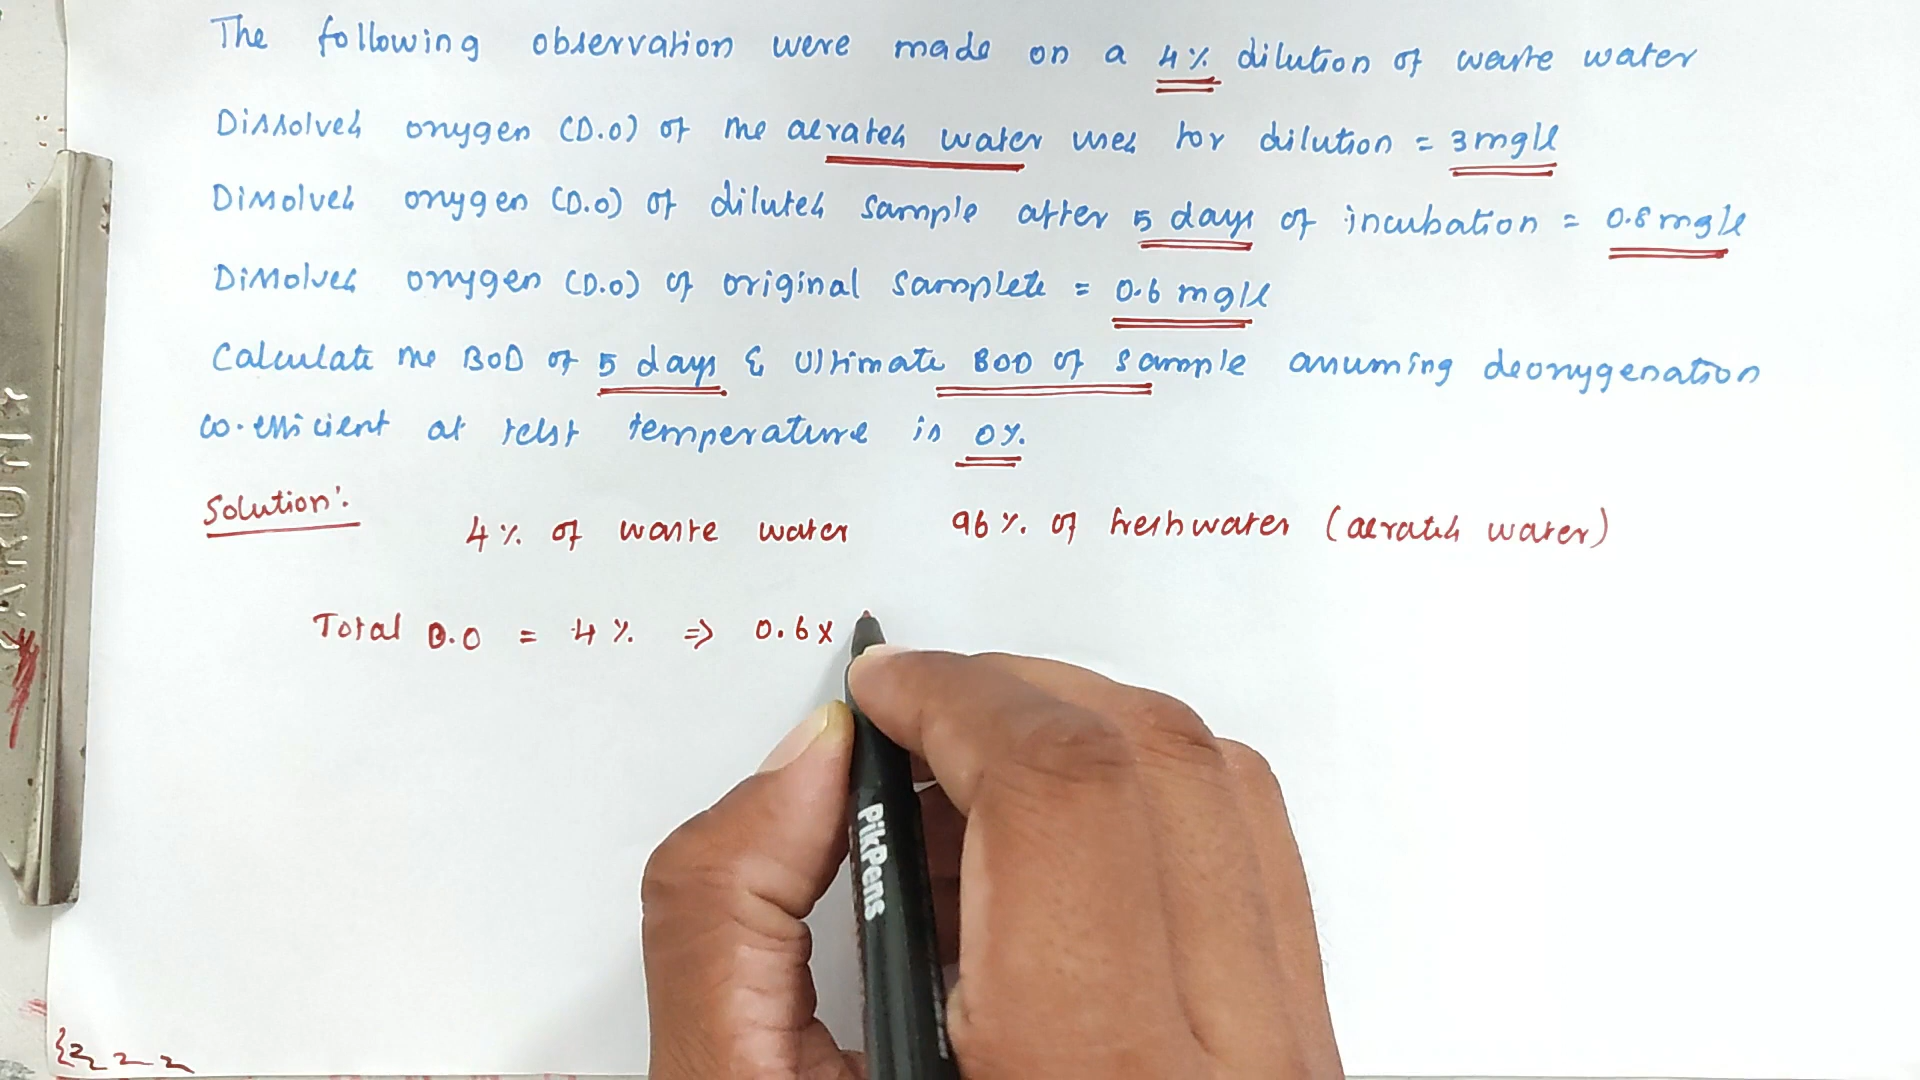 The following observation were made on a 4% dilution of waste water
Dissolved oxygen (D.O) of the aerated water used for dilution = 3mg/l
Dissolved oxygen (D.O) of diluted sample after 5 days of incubation = 0.8mg/l
Dissolved oxygen (D.O) of original samplete = 0.6 mg/l
Calculate the BOD of 5 days & Ultimate BOD of sample assuming deoxygenation
co-efficient at test temperature is 0%.
Solution:
4% of waste water 96% of freshwater (aerated water)
Total D.O = 4% => 0.6x
PikPens